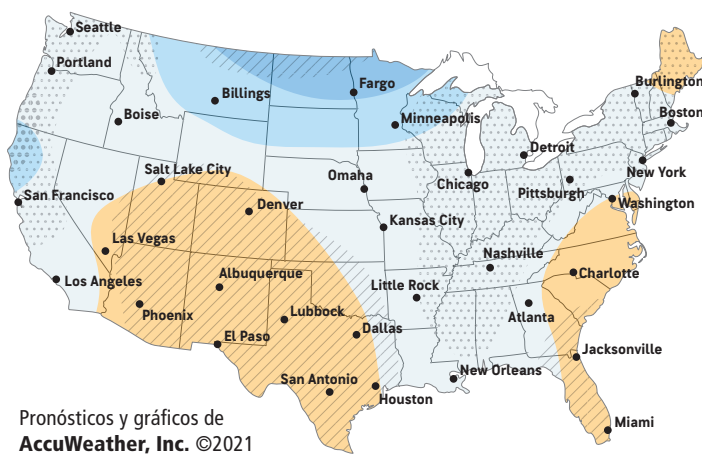 Seattle
Portland
Billings
Fargo
Burlington
Boise
Minneapolis
Boston
Detroit
Salt Lake City
Omaha
Chicago
New York
Pittsburgh
San Francisco
Denver
Washington
Kansas City
Las Vegas
Nashville
Albuquerque
Charlotte
Los Angeles
Little Rock
Phoenix
Lubbock
Atlanta
El Paso
Dallas
Jacksonville
San Antonio
New Orleans
Houston
Miami
Pronósticos y gráficos de
AccuWeather, Inc. ©2021